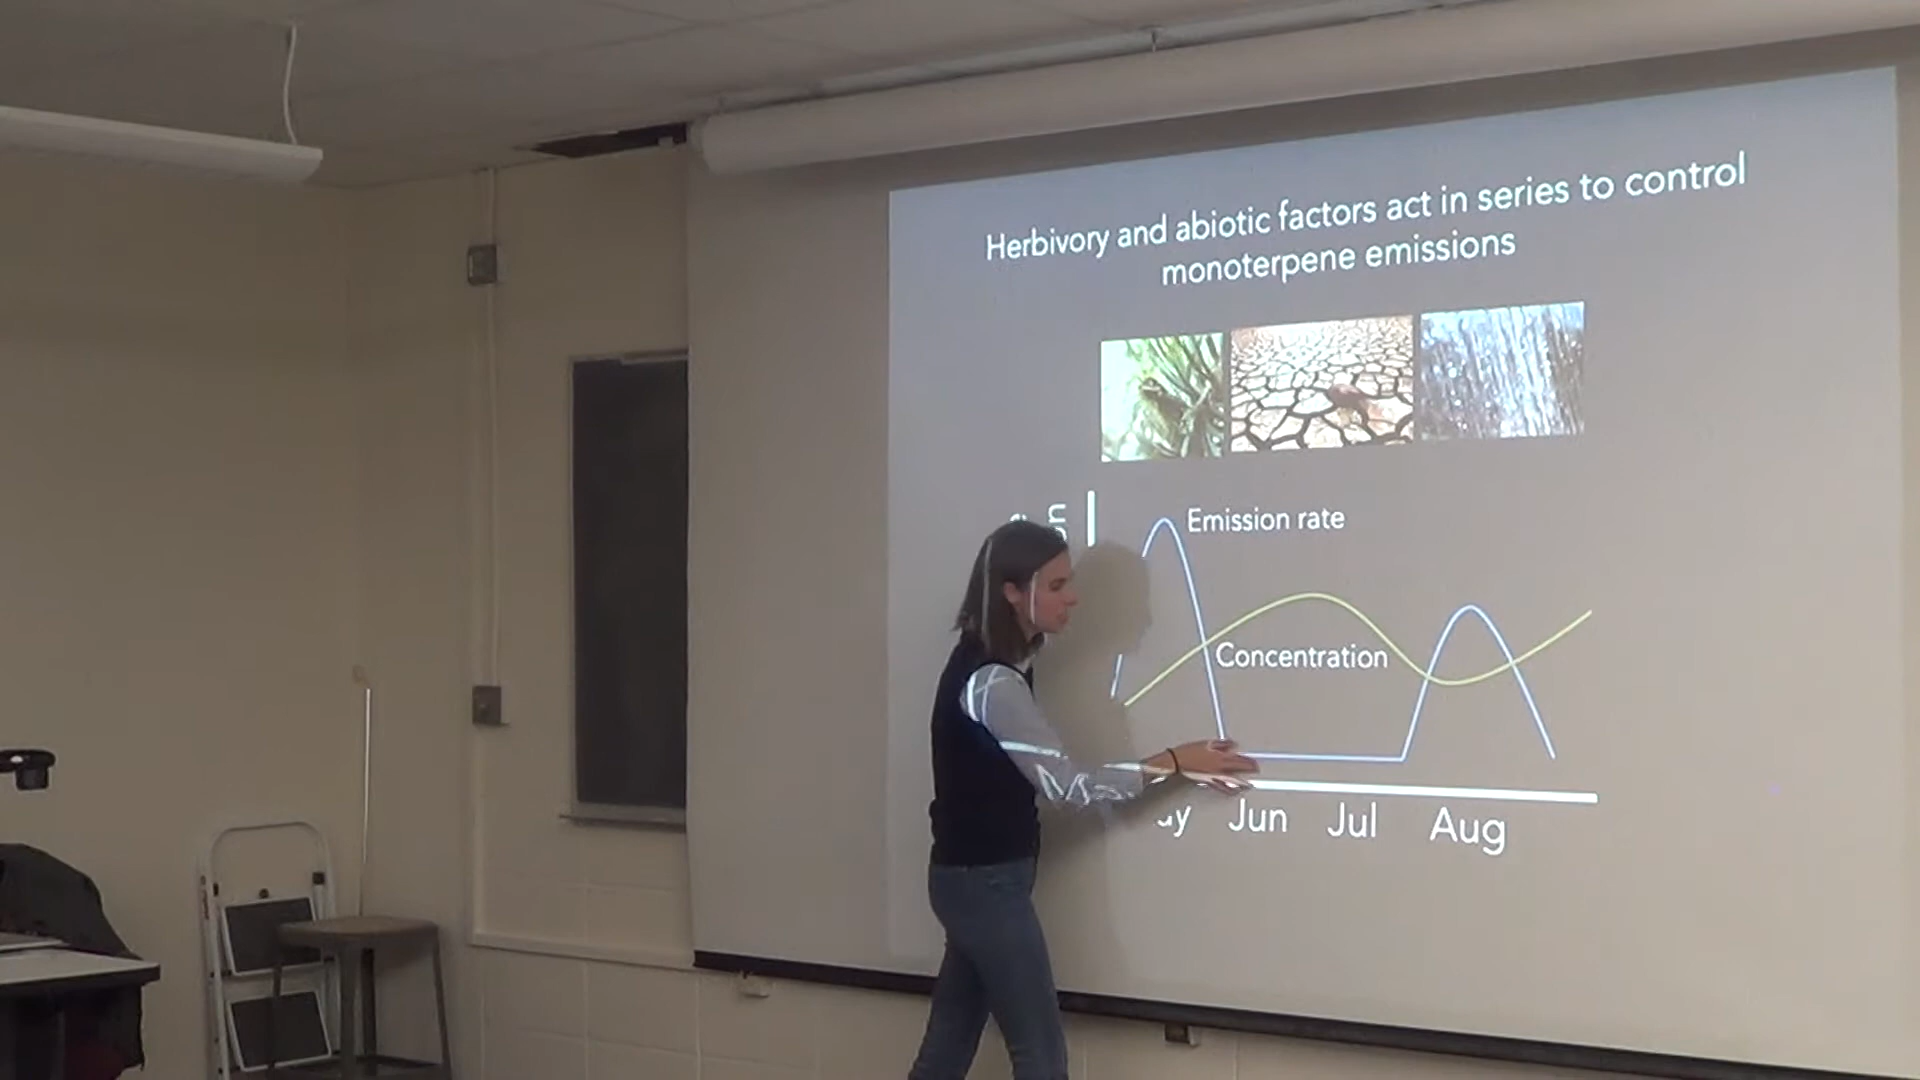 Herbivory and abiotic factors act in series to control
monoterpene emissions
Emission rate
Concentration
Jun Jul Aug